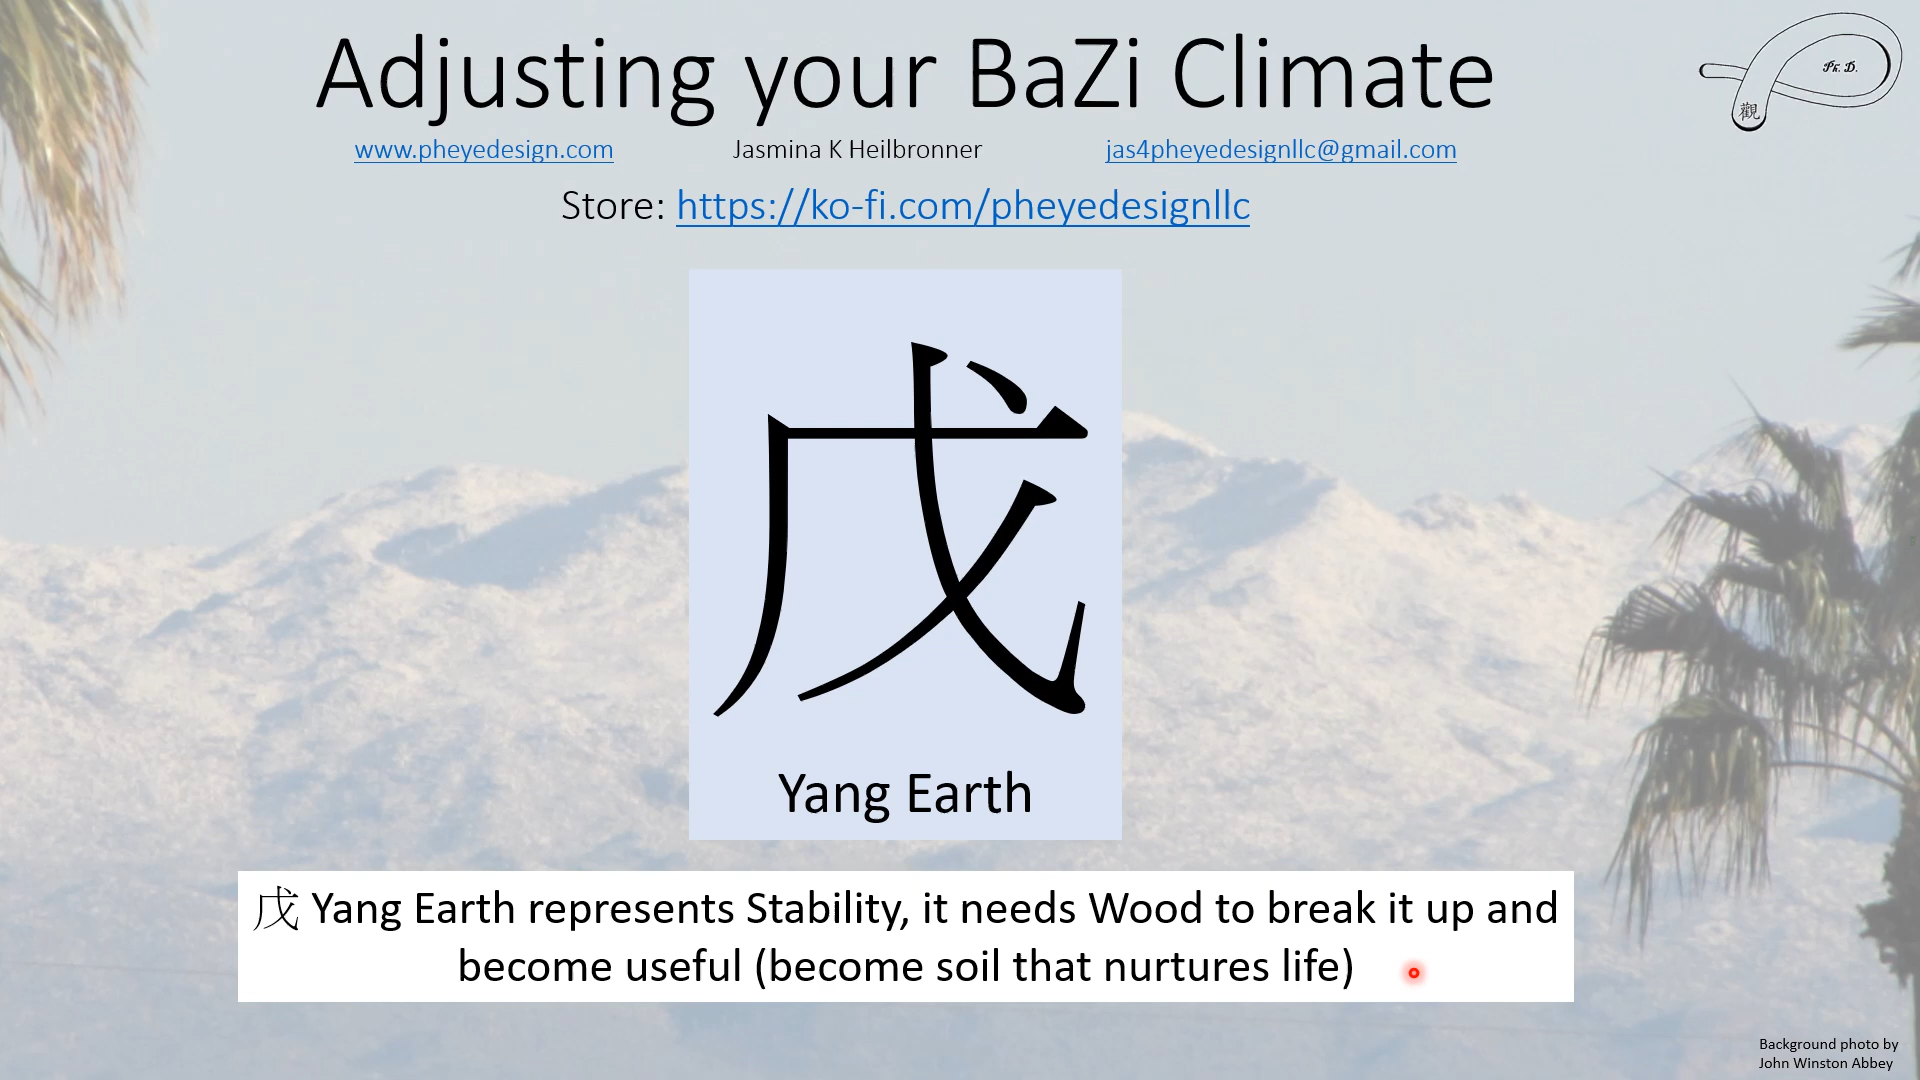 Adjusting your BaZi Climate
Ph. D.
觀
www.pheyedesign.com Jasmina K Heilbronner jas4pheyedesignllc@gmail.com
Store: https://ko-fi.com/pheyedesignllc
戊
Yang Earth
戊 Yang Earth represents Stability, it needs Wood to break it up and
become useful (become soil that nurtures life)
Background photo by
John Winston Abbey